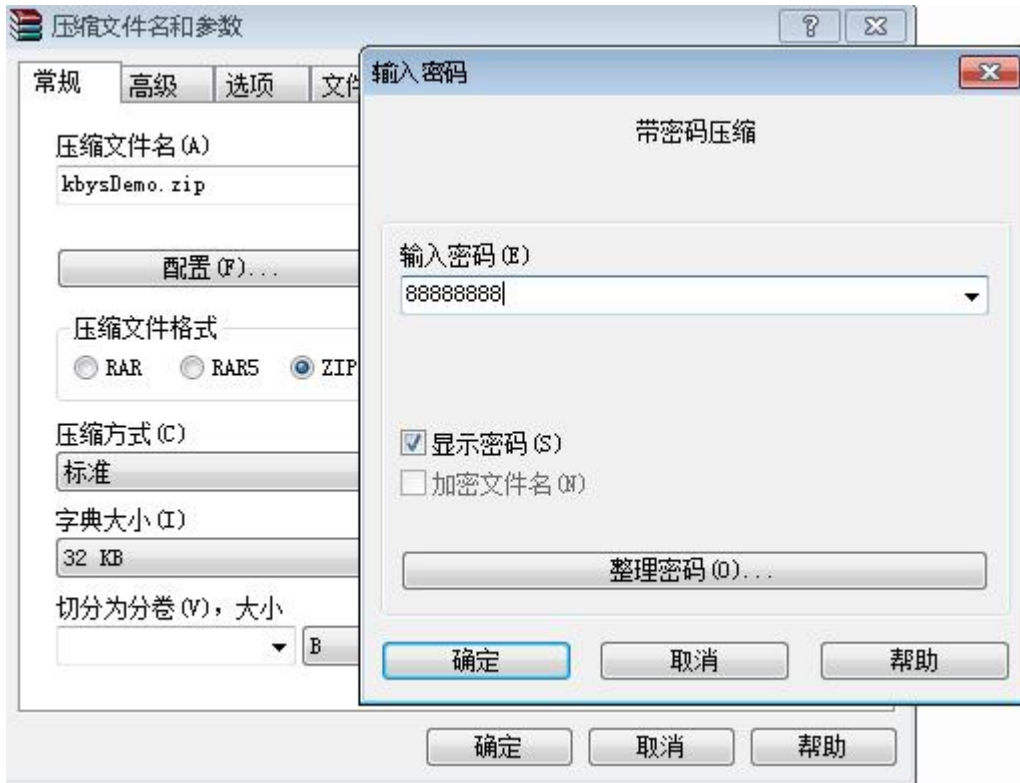 压缩文件名和参数
常规 高级 选项 文件
压缩文件名(A)
kbysDemo.zip
配置(F)...
压缩文件格式
RAR RAR5 ZIP
压缩方式(C)
标准
字典大小(I)
32 KB
切分为分卷(V),大小
B
确定 取消 帮助
输入密码
带密码压缩
输入密码(E)
88888888
显示密码(S)
加密文件名(N)
整理密码(O)...
确定 取消 帮助